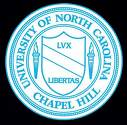 UNIVERSITY OF NORTH CAROLINA
LVX
LIBERTAS
CHAPEL HILL